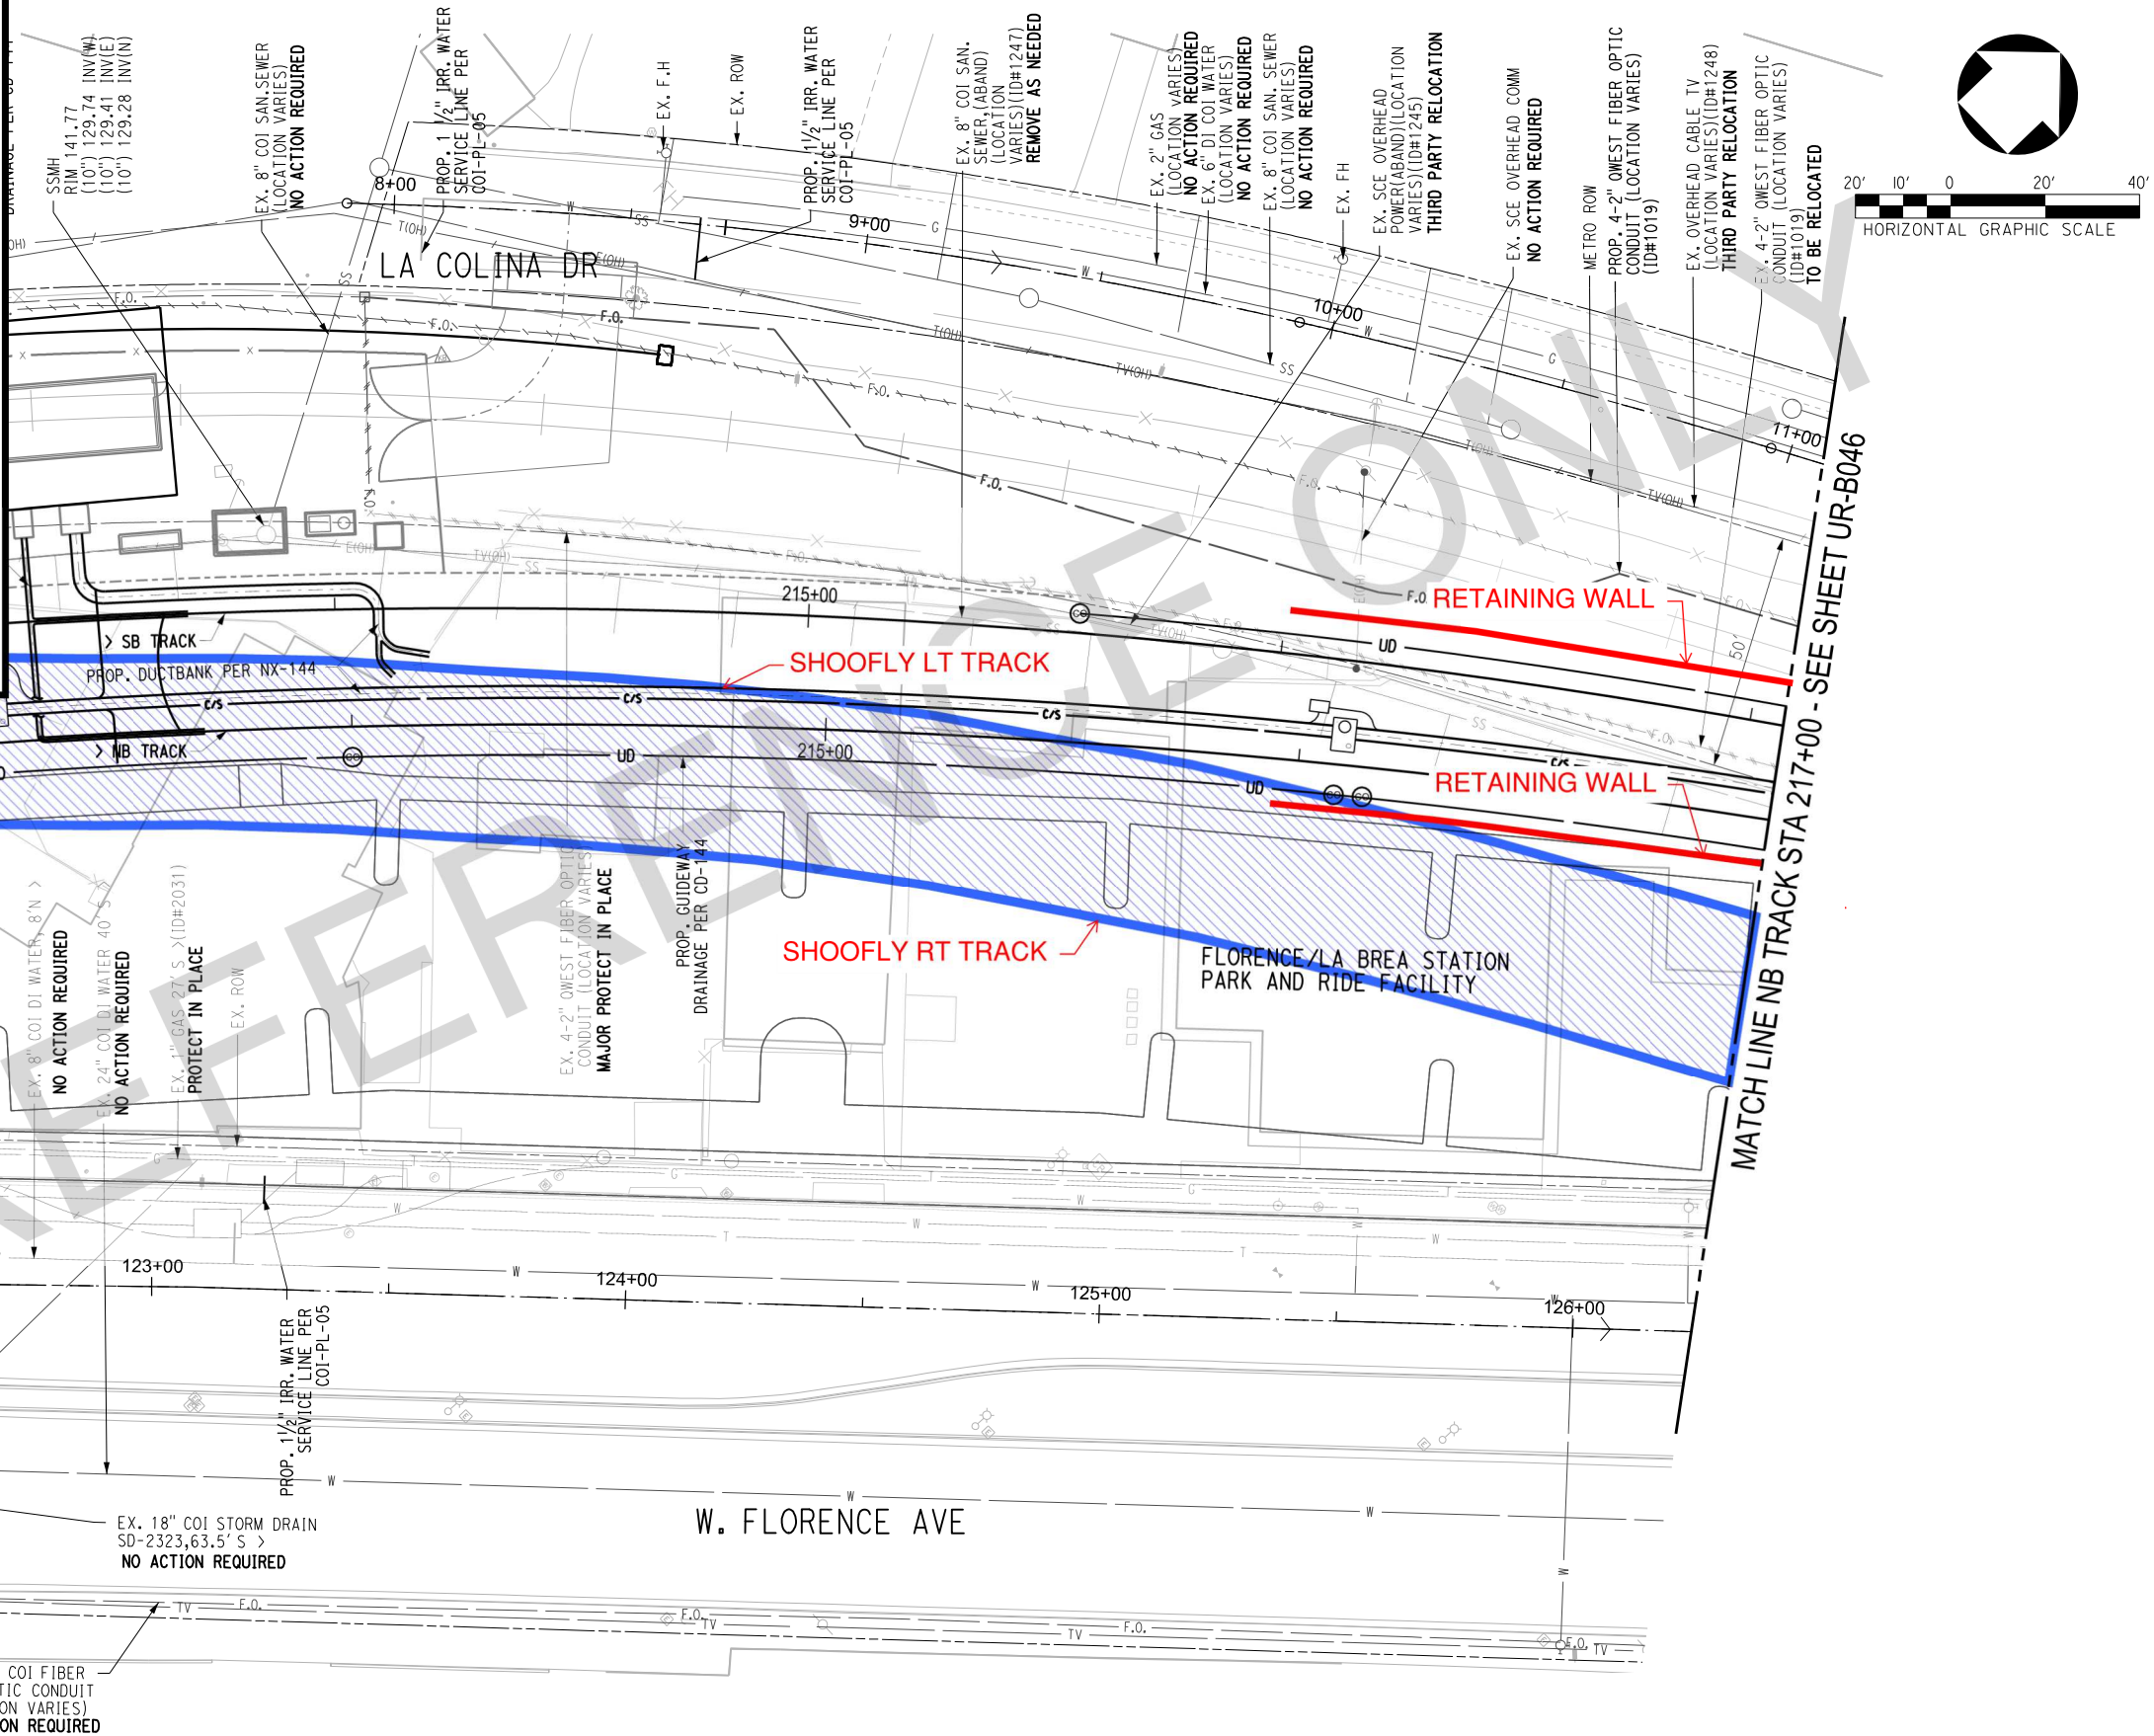 SSMH
RIM 141.77
(10") 129.74 INV(W)
(10") 129.41 INV(E)
(10") 129.28 INV(N)
EX. 8" COI SAN.SEWER
(LOCATION VARIES)
NO ACTION REQUIRED
PROP. 1 1/2" IRR. WATER
SERVICE LINE PER
COI-PL-05
EX. F.H
EX. ROW
PROP. 1 1/2" IRR. WATER
SERVICE LINE PER
COI-PL-05
EX. 8" COI SAN.
SEWER,(ABAND)
(LOCATION
VARIES)(ID#1247)
REMOVE AS NEEDED
EX. 2" GAS
(LOCATION VARIES)
NO ACTION REQUIRED
EX. 6" DI COI WATER
(LOCATION VARIES)
NO ACTION REQUIRED
EX. 8" COI SAN. SEWER
(LOCATION VARIES)
NO ACTION REQUIRED
EX. FH
EX. SCE OVERHEAD
POWER(ABAND)(LOCATION
VARIES)(ID#1245)
THIRD PARTY RELOCATION
EX. SCE OVERHEAD COMM
NO ACTION REQUIRED
METRO ROW
PROP. 4-2" QWEST FIBER OPTIC
CONDUIT (LOCATION VARIES)
(ID#1019)
EX. OVERHEAD CABLE TV
(LOCATION VARIES)(ID#1248)
THIRD PARTY RELOCATION
EX. 4-2" QWEST FIBER OPTIC
CONDUIT (LOCATION VARIES)
(ID#1019)
TO BE RELOCATED
20' 10' 0 20' 40'
HORIZONTAL GRAPHIC SCALE
8+00
9+00
10+00
11+00
LA COLINA DR
REFERENCE ONLY
215+00
RETAINING WALL
> SB TRACK
SHOOFLY LT TRACK
PROP. DUCTBANK PER NX-144
50'
> NB TRACK
215+00
RETAINING WALL
SHOOFLY RT TRACK
FLORENCE/LA BREA STATION
PARK AND RIDE FACILITY
MATCH LINE NB TRACK STA 217+00 - SEE SHEET UR-B046
EX. 8" COI DI WATER, 8'N >
NO ACTION REQUIRED
EX. 24" COI DI WATER 40' S >
NO ACTION REQUIRED
EX. 1" GAS 27' S >(ID#2031)
PROTECT IN PLACE
EX. ROW
EX. 4-2" QWEST FIBER OPTIC
CONDUIT (LOCATION VARIES)
MAJOR PROTECT IN PLACE
PROP. GUIDEWAY
DRAINAGE PER CD-144
123+00
124+00
125+00
126+00
PROP. 1 1/2" IRR. WATER
SERVICE LINE PER
COI-PL-05
W. FLORENCE AVE
EX. 18" COI STORM DRAIN
SD-2323,63.5' S >
NO ACTION REQUIRED
COI FIBER
TIC CONDUIT
ON VARIES)
ON REQUIRED